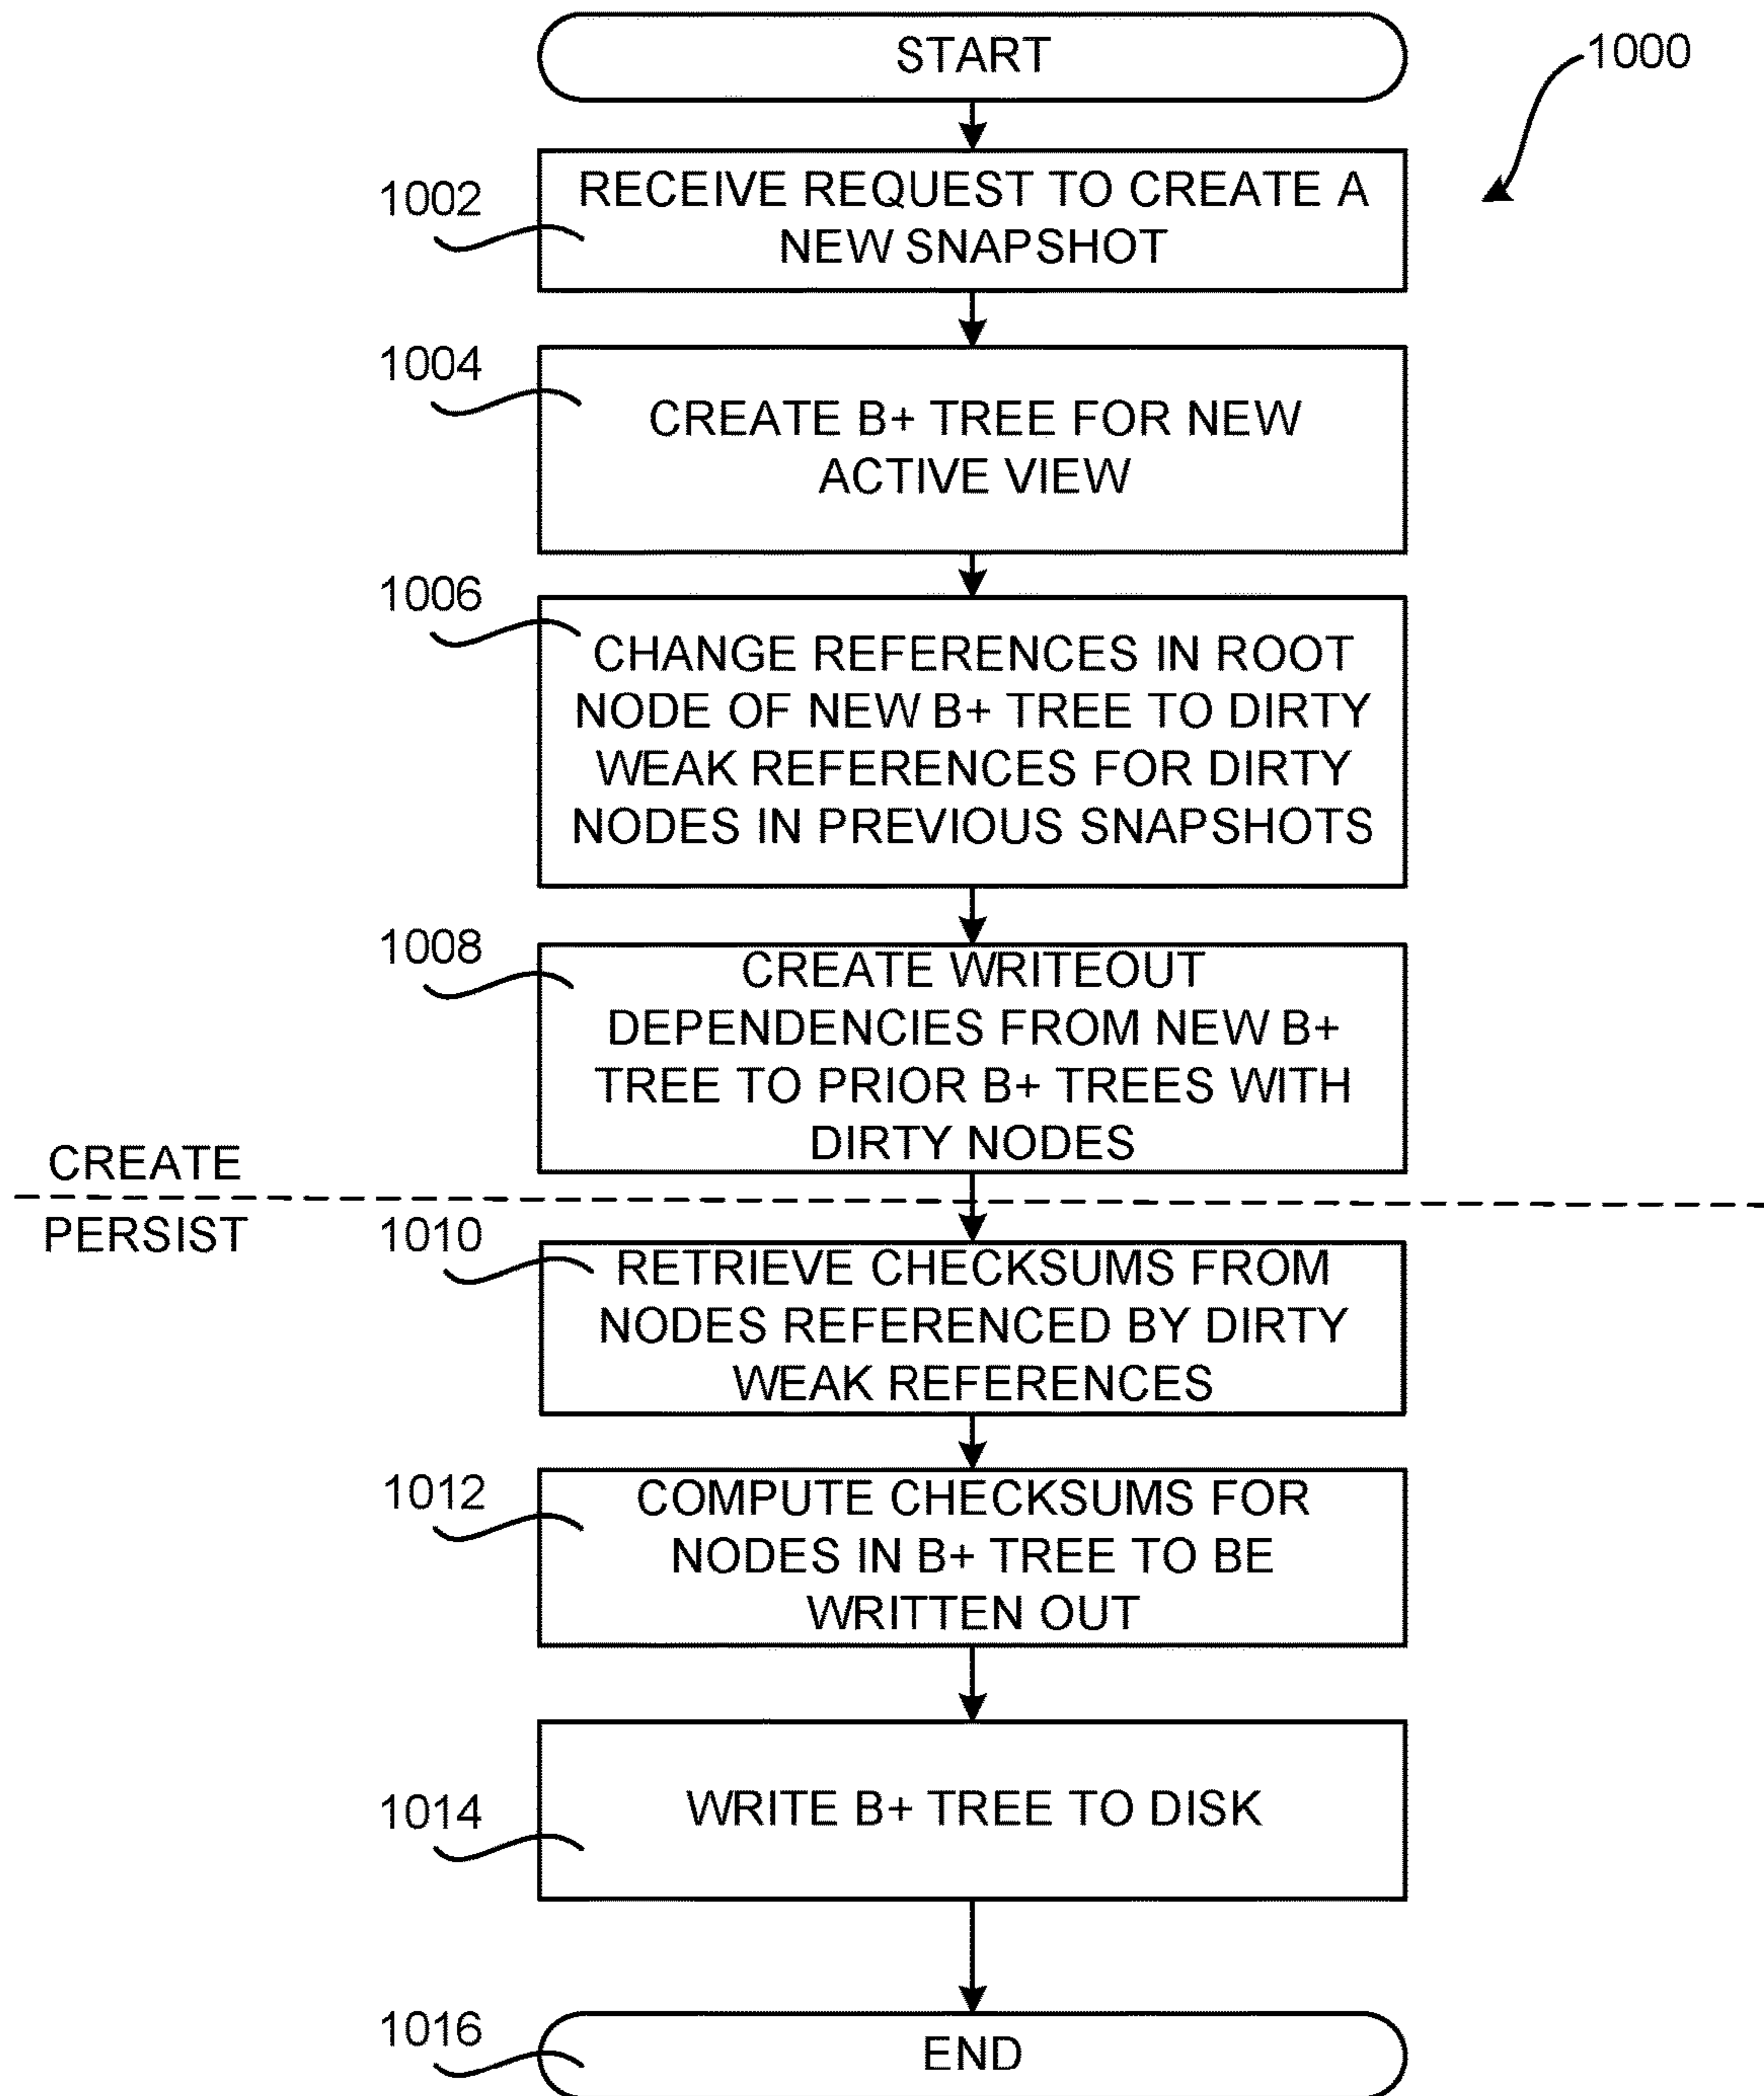 START
1000
1002
RECEIVE REQUEST TO CREATE A
NEW SNAPSHOT
1004
CREATE B+ TREE FOR NEW
ACTIVE VIEW
1006
CHANGE REFERENCES IN ROOT
NODE OF NEW B+ TREE TO DIRTY
WEAK REFERENCES FOR DIRTY
NODES IN PREVIOUS SNAPSHOTS
1008
CREATE WRITEOUT
DEPENDENCIES FROM NEW B+
TREE TO PRIOR B+ TREES WITH
DIRTY NODES
CREATE
PERSIST
1010
RETRIEVE CHECKSUMS FROM
NODES REFERENCED BY DIRTY
WEAK REFERENCES
1012
COMPUTE CHECKSUMS FOR
NODES IN B+ TREE TO BE
WRITTEN OUT
1014
WRITE B+ TREE TO DISK
1016
END